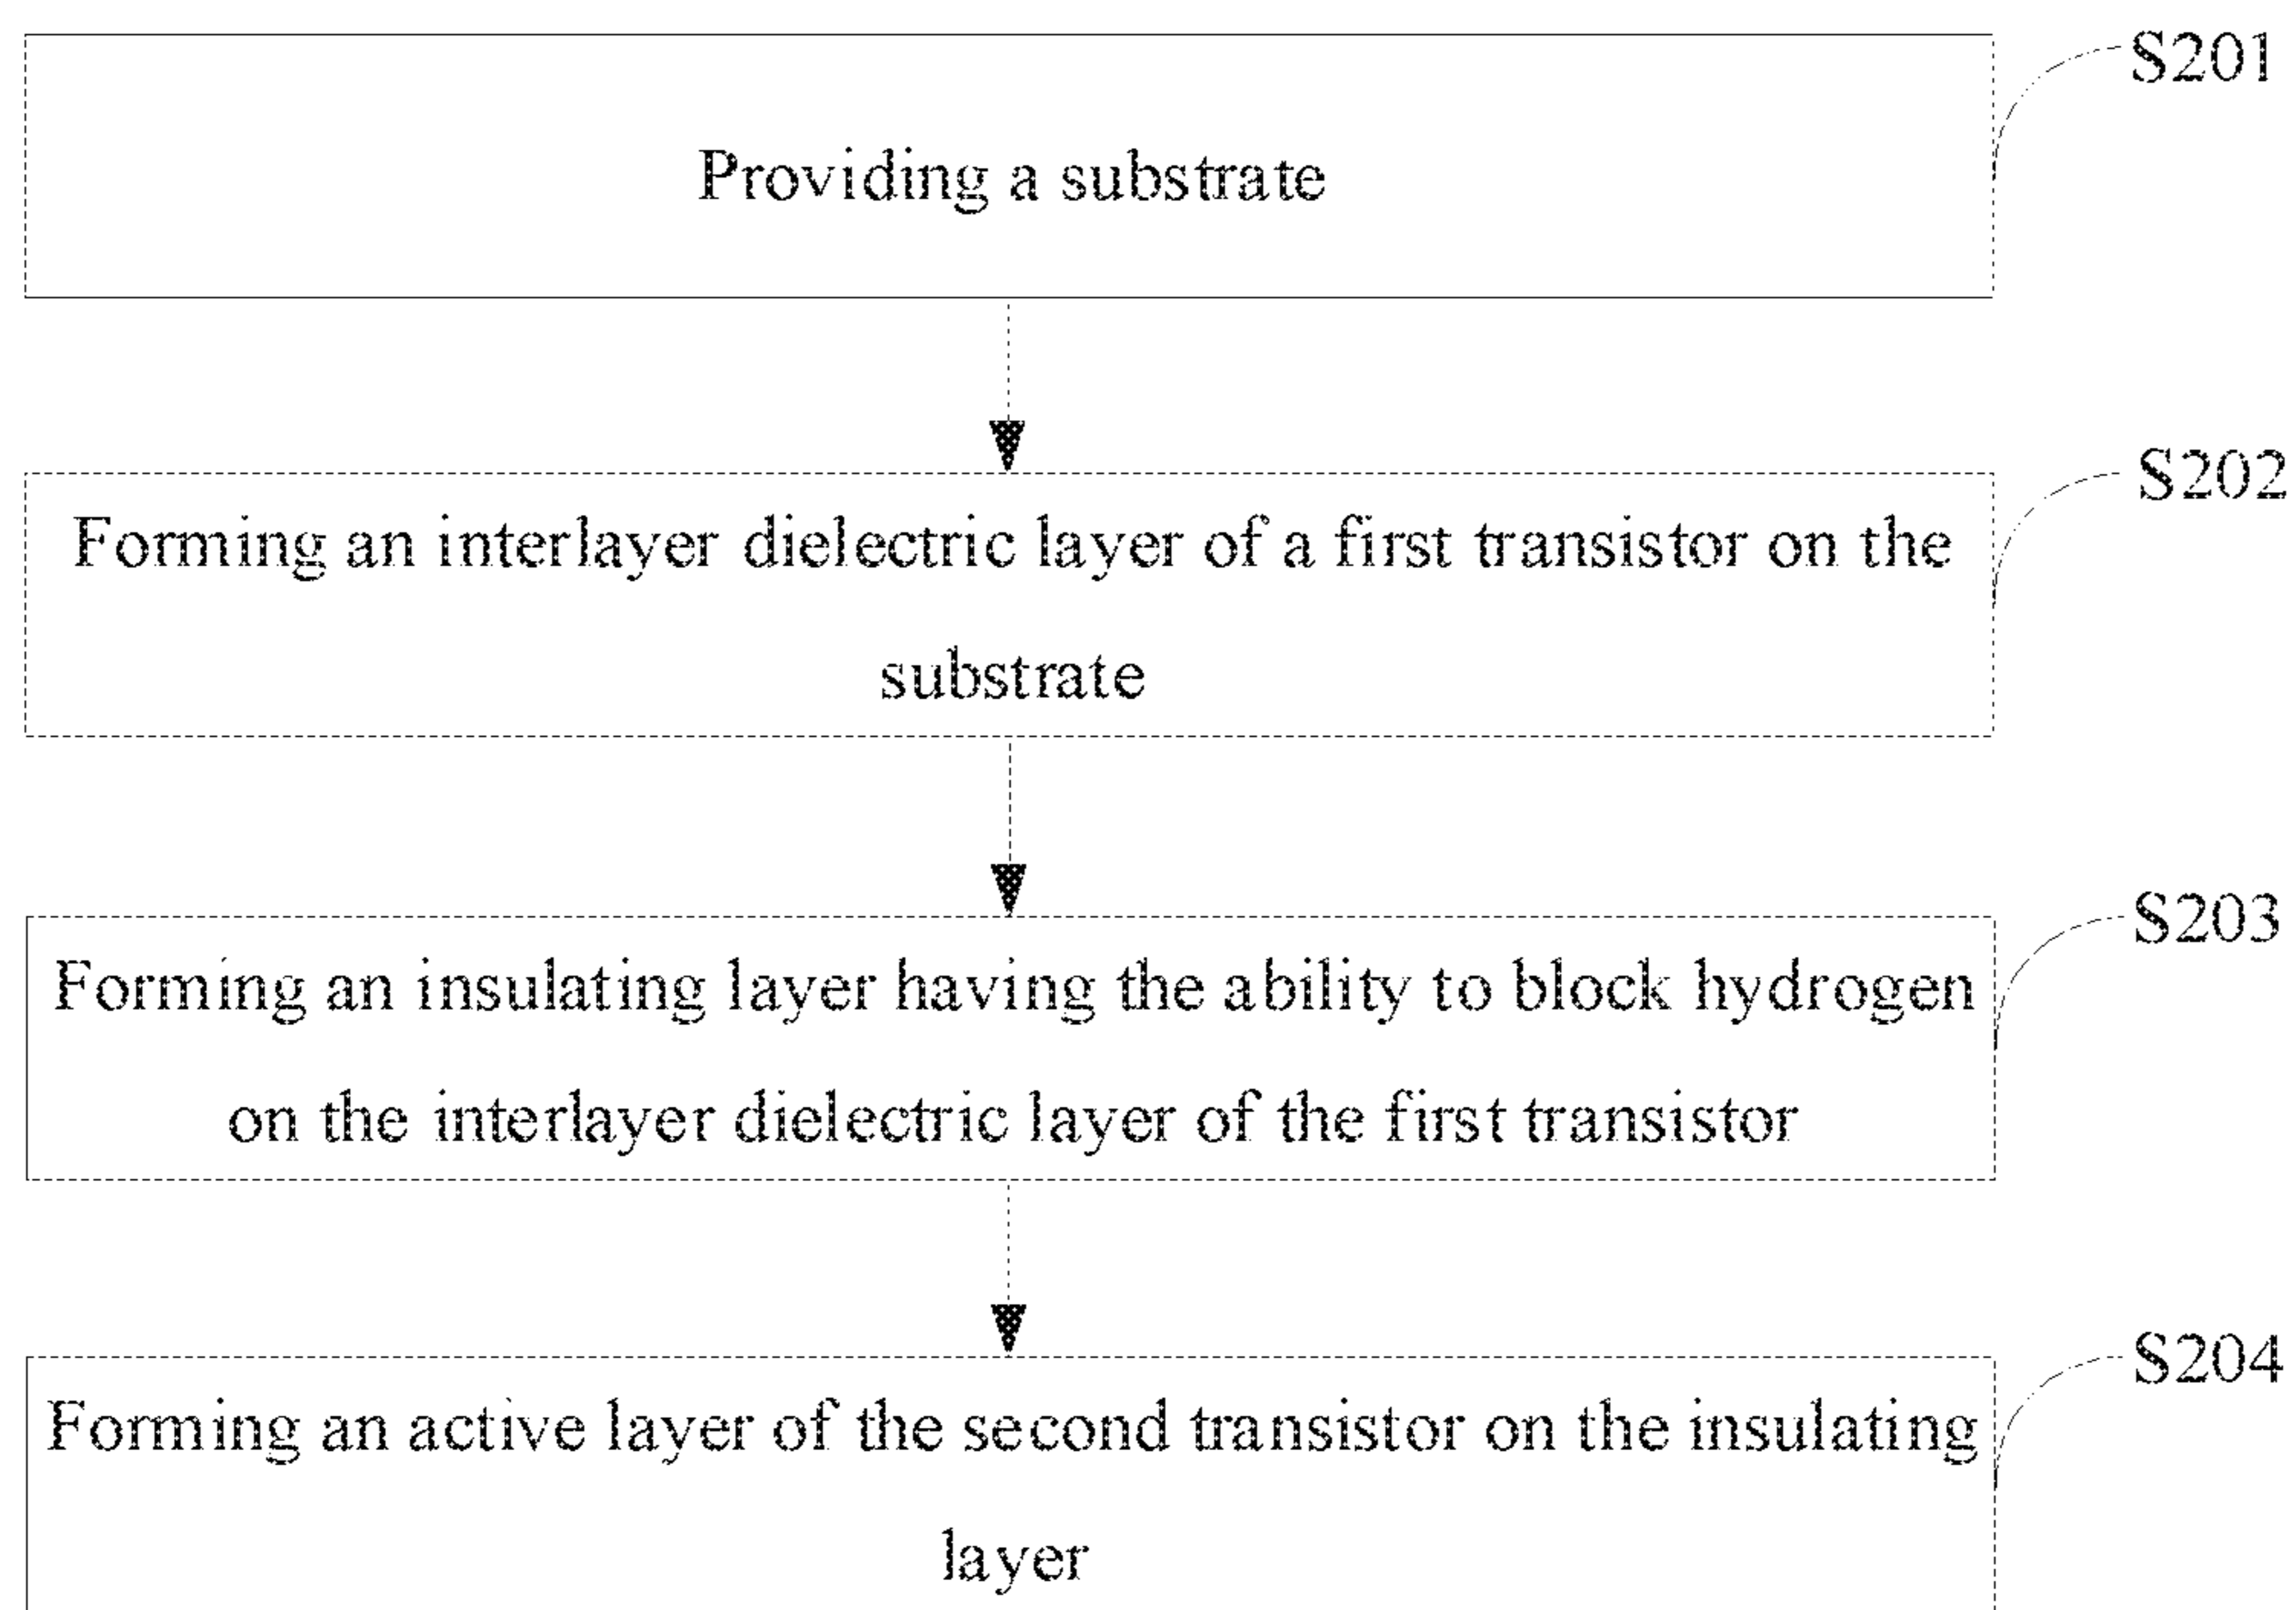 S201
Providing a substrate
S202
Forming an interlayer dielectric layer of a first transistor on the
substrate
S203
Forming an insulating layer having the ability to block hydrogen
on the interlayer dielectric layer of the first transistor
S204
Forming an active layer of the second transistor on the insulating
layer